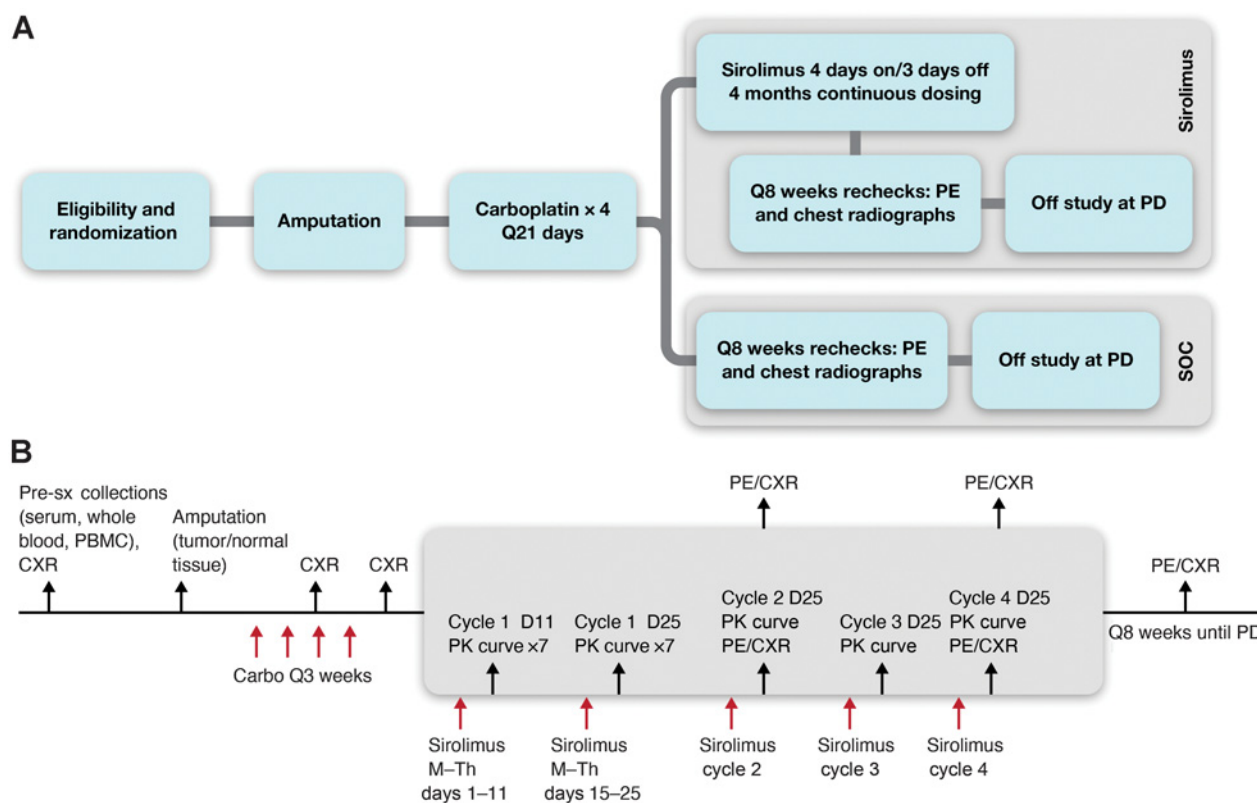 A
Eligibility and
randomization
Amputation
Carboplatin × 4
Q21 days
Sirolimus 4 days on/3 days off
4 months continuous dosing
Q8 weeks rechecks: PE
and chest radiographs
Off study at PD
Sirolimus
Q8 weeks rechecks: PE
and chest radiographs
Off study at PD
SOC
B
Pre-sx collections
(serum, whole
blood, PBMC),
CXR
Amputation
(tumor/normal
tissue)
CXR
CXR
Carbo Q3 weeks
PE/CXR
PE/CXR
Cycle 1 D11
PK curve ×7
Cycle 1 D25
PK curve ×7
Cycle 2 D25
PK curve
PE/CXR
Cycle 3 D25
PK curve
Cycle 4 D25
PK curve
PE/CXR
Sirolimus
M–Th
days 1–11
Sirolimus
M–Th
days 15–25
Sirolimus
cycle 2
Sirolimus
cycle 3
Sirolimus
cycle 4
PE/CXR
Q8 weeks until PD